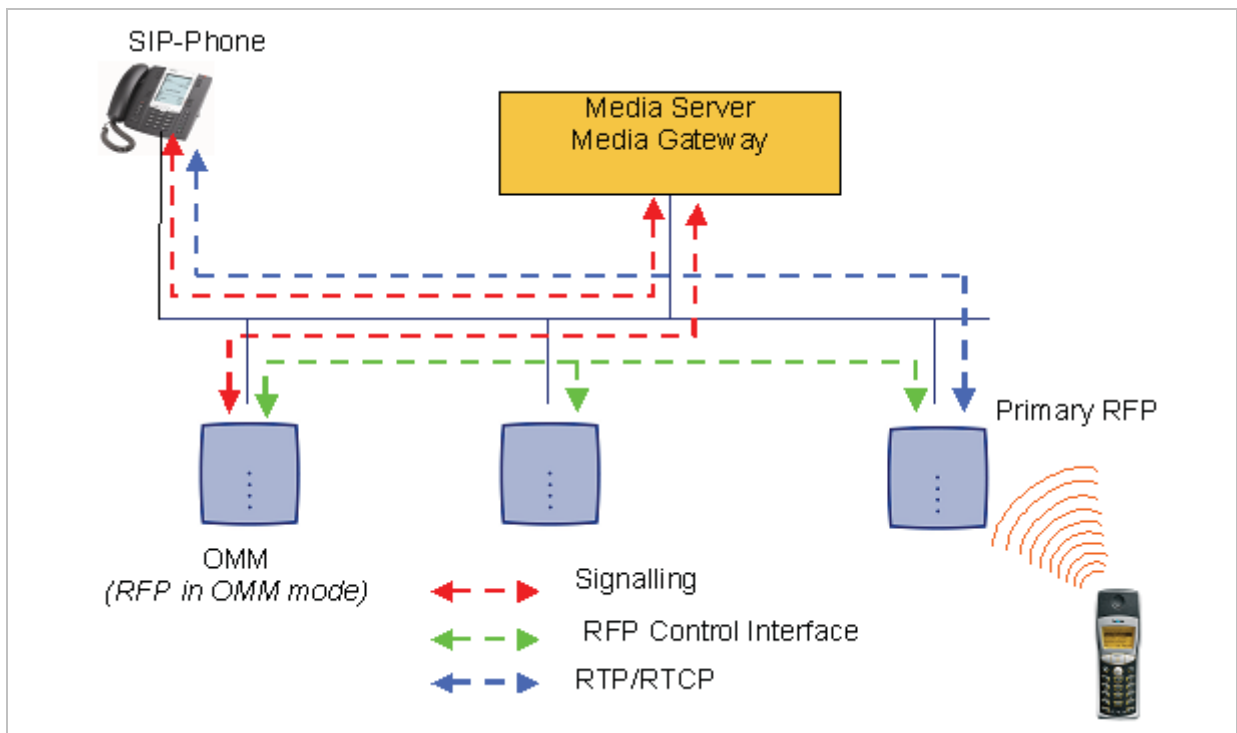 SIP-Phone
Media Server
Media Gateway
Primary RFP
OMM
(RFP in OMM mode)
Signalling
RFP Control Interface
RTP/RTCP